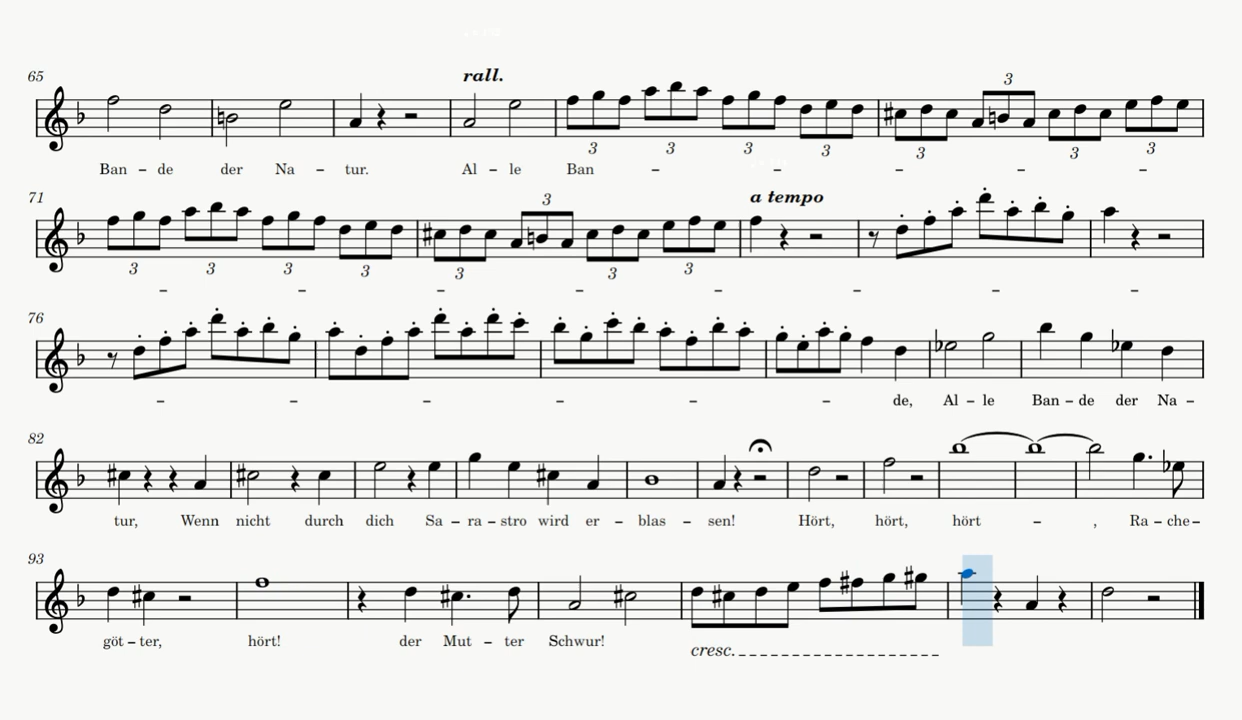 rall.
65 3
3 3 3 3 3 3 3
Ban – de der Na – tur. Al – le Ban – – – – –
a tempo
71 3
3 3 3 3 3 3 3
– – – – – – – –
76
– – – – – – de, Al – le Ban – de der Na –
82
tur, Wenn nicht durch dich Sa – ra – stro wird er – blas – sen! Hört, hört, hört – , Ra – che –
93
göt – ter, hört! der Mut – ter Schwur!
cresc.